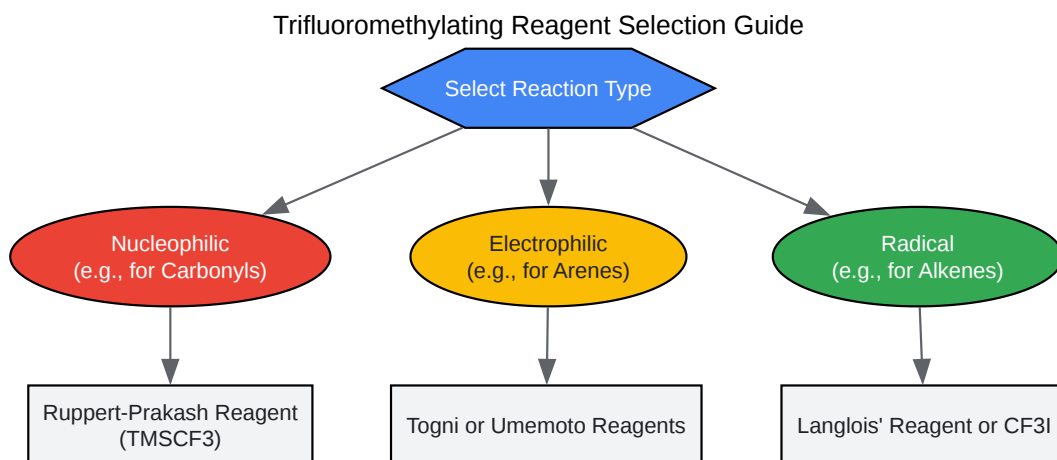 Trifluoromethylating Reagent Selection Guide
Select Reaction Type
Nucleophilic
(e.g., for Carbonyls)
Electrophilic
(e.g., for Arenes)
Radical
(e.g., for Alkenes)
Ruppert-Prakash Reagent
(TMSCF3)
Togni or Umemoto Reagents
Langlois' Reagent or CF3I